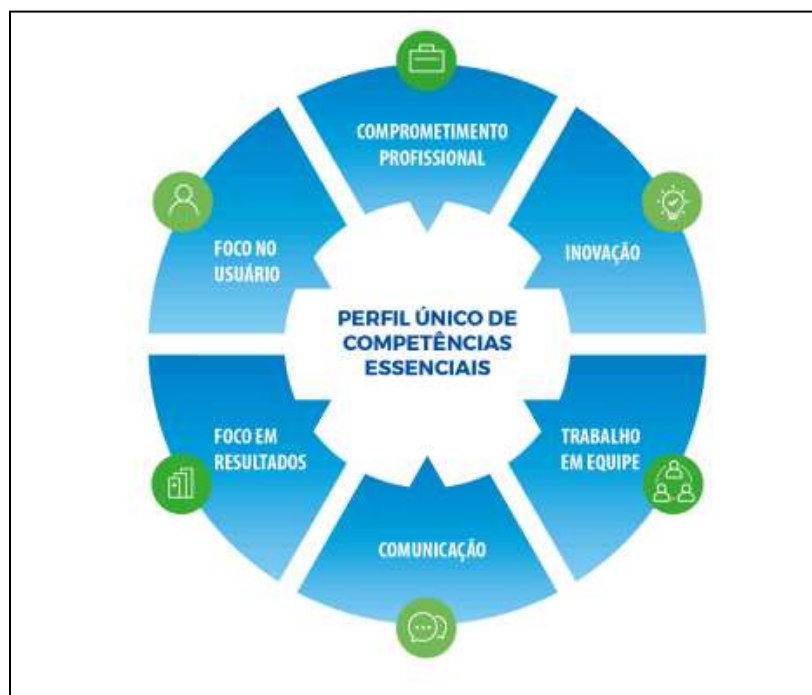 COMPROMETIMENTO
PROFISSIONAL
FOCO NO
USUÁRIO
INOVAÇÃO
PERFIL ÚNICO DE
COMPETÊNCIAS
ESSENCIAIS
FOCO EM
RESULTADOS
TRABALHO
EM EQUIPE
COMUNICAÇÃO